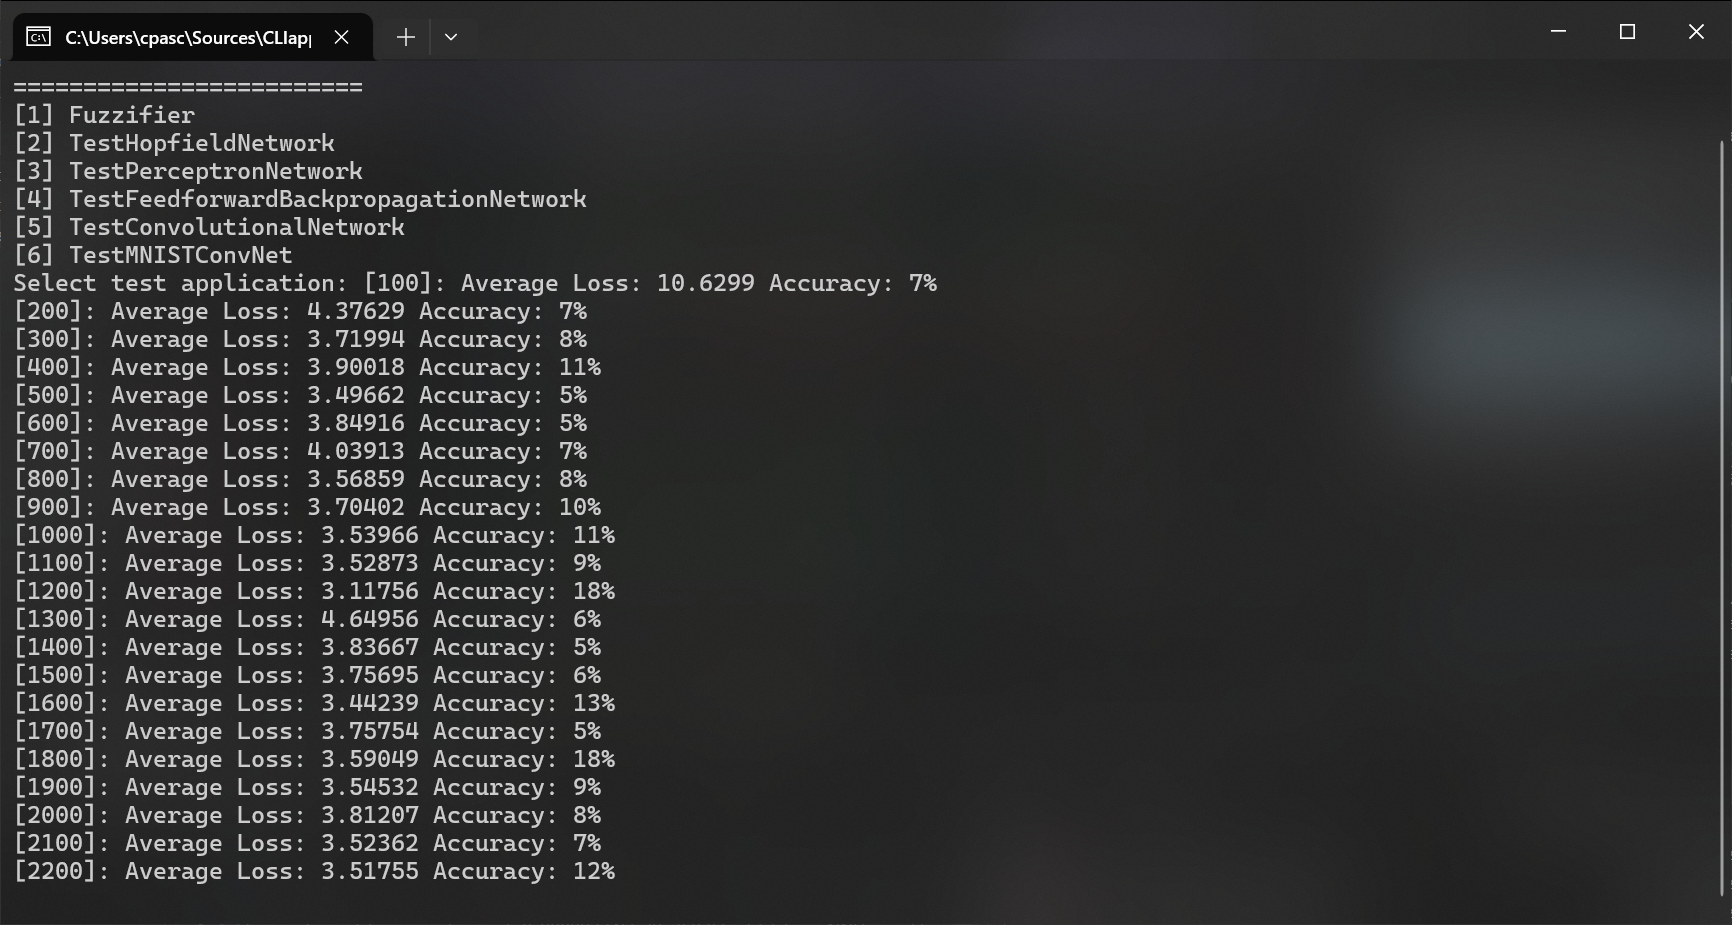 C:\Users\cpasc\Sources\CLIap
=========================
[1] Fuzzifier
[2] TestHopfieldNetwork
[3] TestPerceptronNetwork
[4] TestFeedforwardBackpropagationNetwork
[5] TestConvolutionalNetwork
[6] TestMNISTConvNet
Select test application: [100]: Average Loss: 10.6299 Accuracy: 7%
[200]: Average Loss: 4.37629 Accuracy: 7%
[300]: Average Loss: 3.71994 Accuracy: 8%
[400]: Average Loss: 3.90018 Accuracy: 11%
[500]: Average Loss: 3.49662 Accuracy: 5%
[600]: Average Loss: 3.84916 Accuracy: 5%
[700]: Average Loss: 4.03913 Accuracy: 7%
[800]: Average Loss: 3.56859 Accuracy: 8%
[900]: Average Loss: 3.70402 Accuracy: 10%
[1000]: Average Loss: 3.53966 Accuracy: 11%
[1100]: Average Loss: 3.52873 Accuracy: 9%
[1200]: Average Loss: 3.11756 Accuracy: 18%
[1300]: Average Loss: 4.64956 Accuracy: 6%
[1400]: Average Loss: 3.83667 Accuracy: 5%
[1500]: Average Loss: 3.75695 Accuracy: 6%
[1600]: Average Loss: 3.44239 Accuracy: 13%
[1700]: Average Loss: 3.75754 Accuracy: 5%
[1800]: Average Loss: 3.59049 Accuracy: 18%
[1900]: Average Loss: 3.54532 Accuracy: 9%
[2000]: Average Loss: 3.81207 Accuracy: 8%
[2100]: Average Loss: 3.52362 Accuracy: 7%
[2200]: Average Loss: 3.51755 Accuracy: 12%